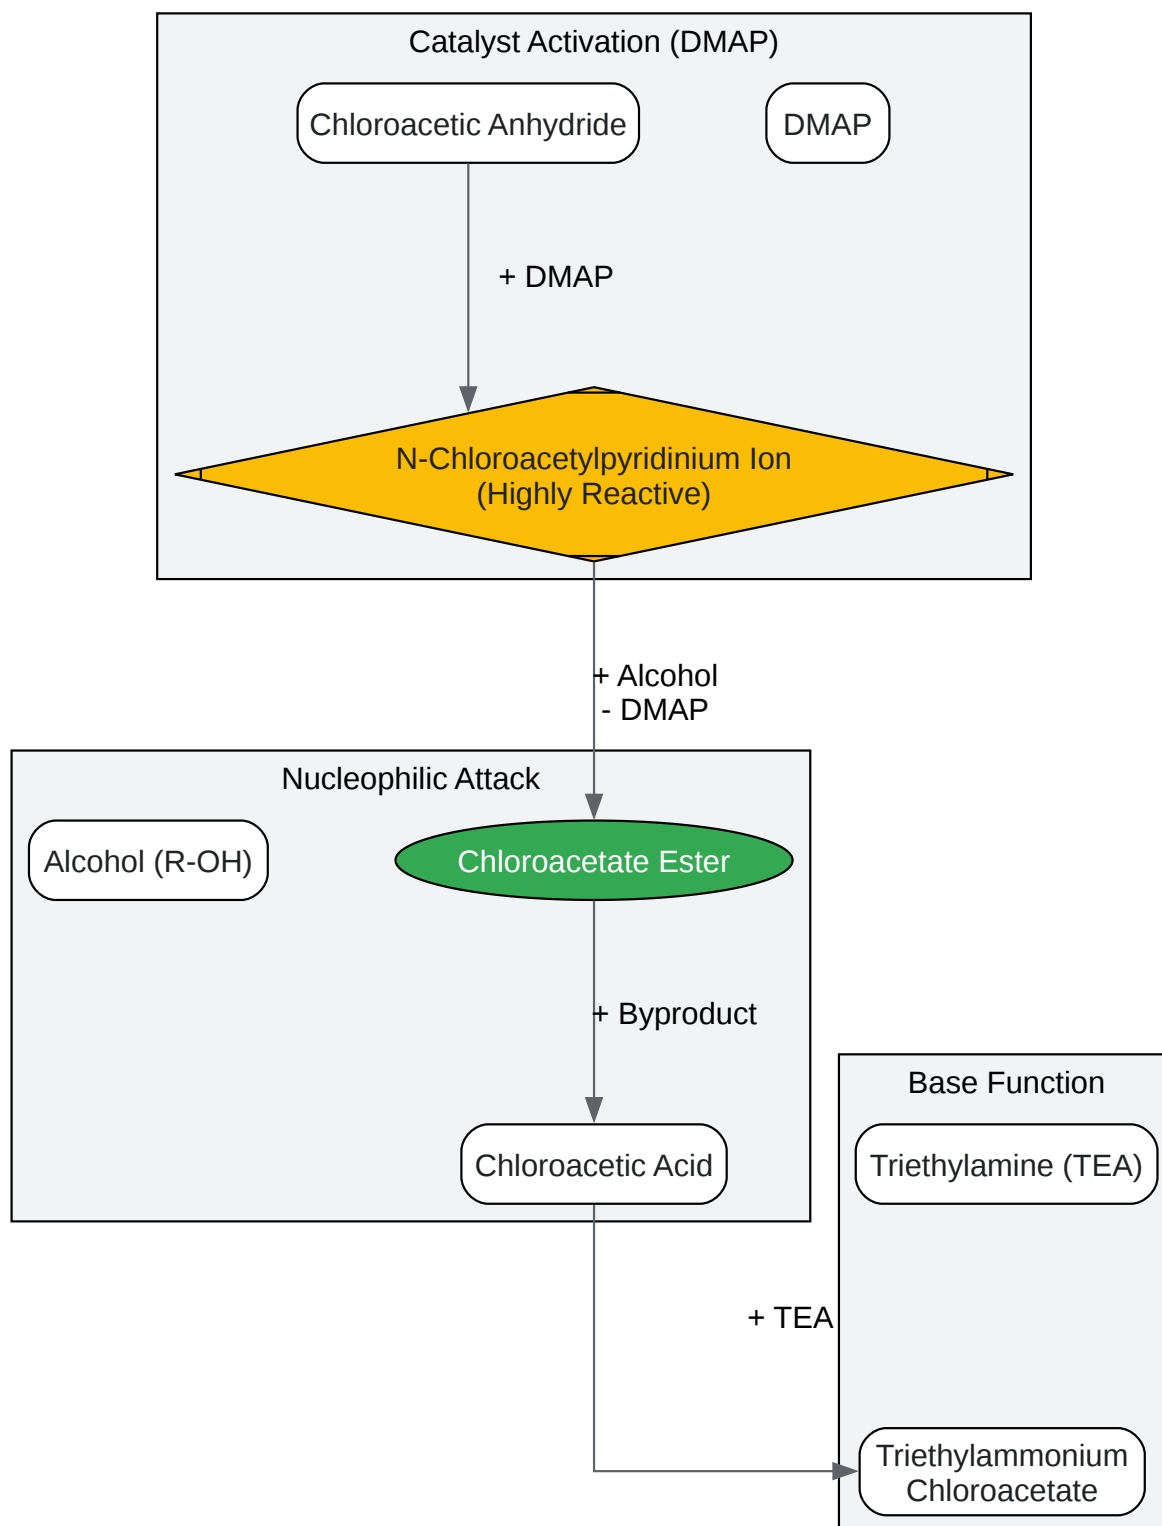 Catalyst Activation (DMAP)
Chloroacetic Anhydride
DMAP
+ DMAP
N-Chloroacetylpyridinium Ion
(Highly Reactive)
+ Alcohol
- DMAP
Nucleophilic Attack
Alcohol (R-OH)
Chloroacetate Ester
+ Byproduct
Base Function
Chloroacetic Acid
Triethylamine (TEA)
+ TEA
Triethylammonium
Chloroacetate